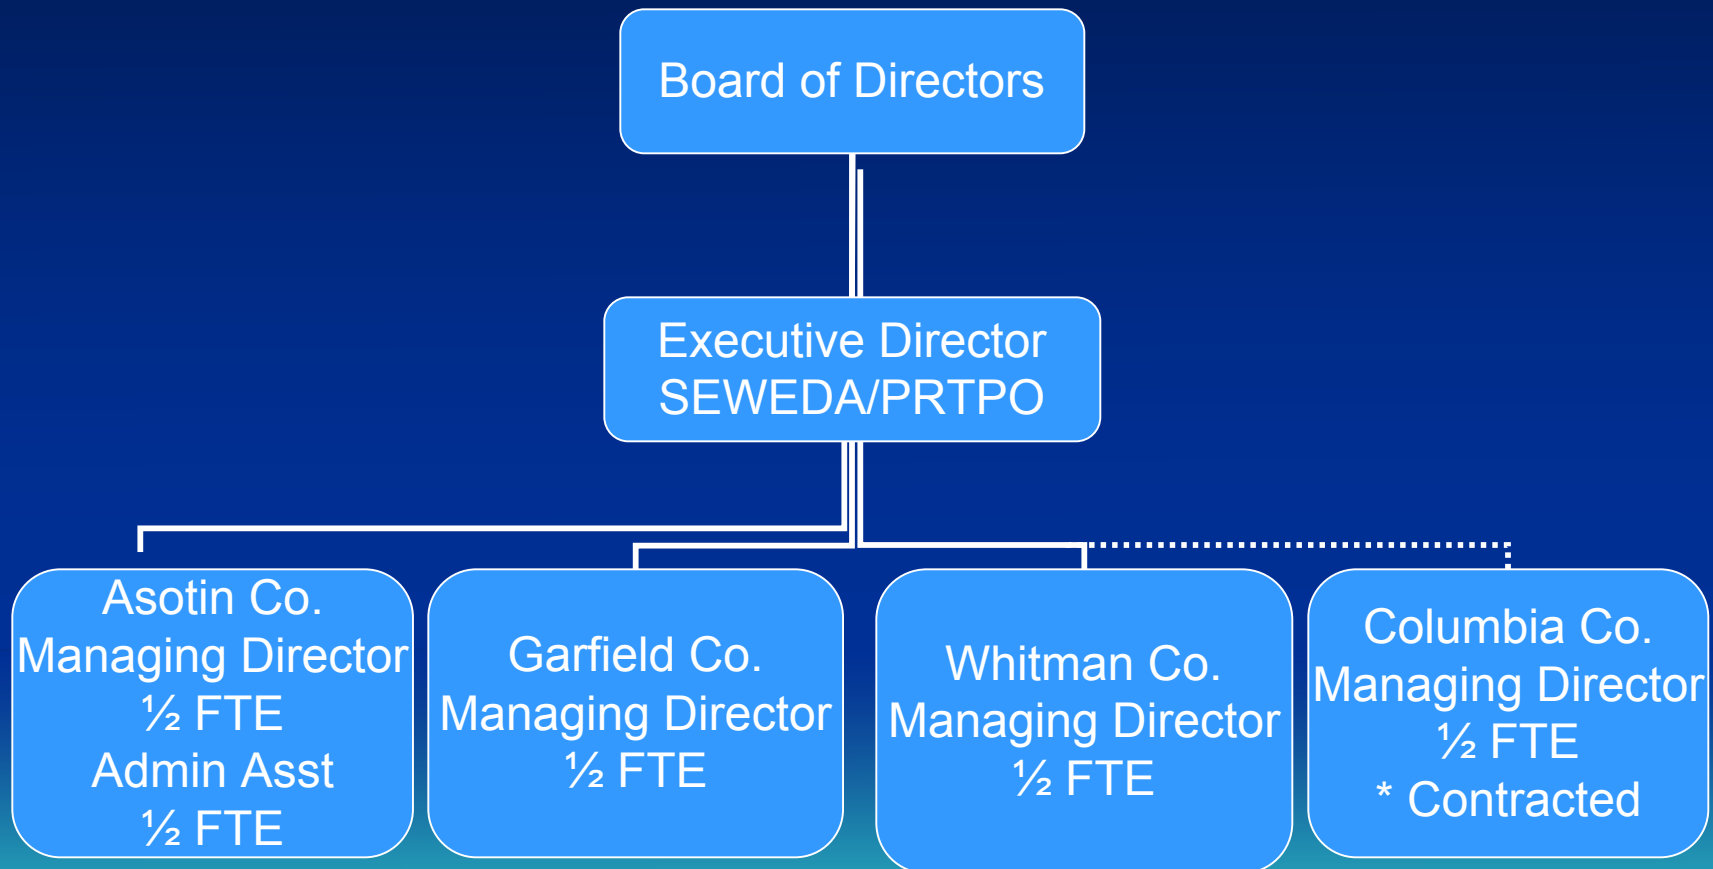 Board of Directors
Executive Director
SEWEDA/PRTPO
Asotin Co.
Managing Director
½ FTE
Admin Asst
½ FTE
Garfield Co.
Managing Director
½ FTE
Whitman Co.
Managing Director
½ FTE
Columbia Co.
Managing Director
½ FTE
* Contracted